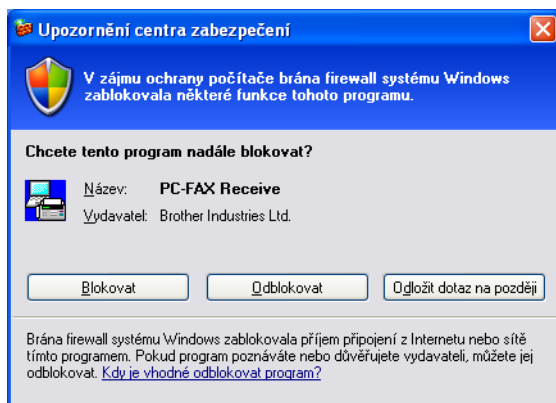 Upozornění centra zabezpečení
V zájmu ochrany počítače brána firewall systému Windows
zablokovala některé funkce tohoto programu.
Chcete tento program nadále blokovat?
Název: PC-FAX Receive
Vydavatel: Brother Industries Ltd.
Blokovat Odblokovat Odložit dotaz na později
Brána firewall systému Windows zablokovala příjem připojení z Internetu nebo sítě
tímto programem. Pokud program poznáváte nebo důvěřujete vydavateli, můžete jej
odblokovat. Kdy je vhodné odblokovat program?